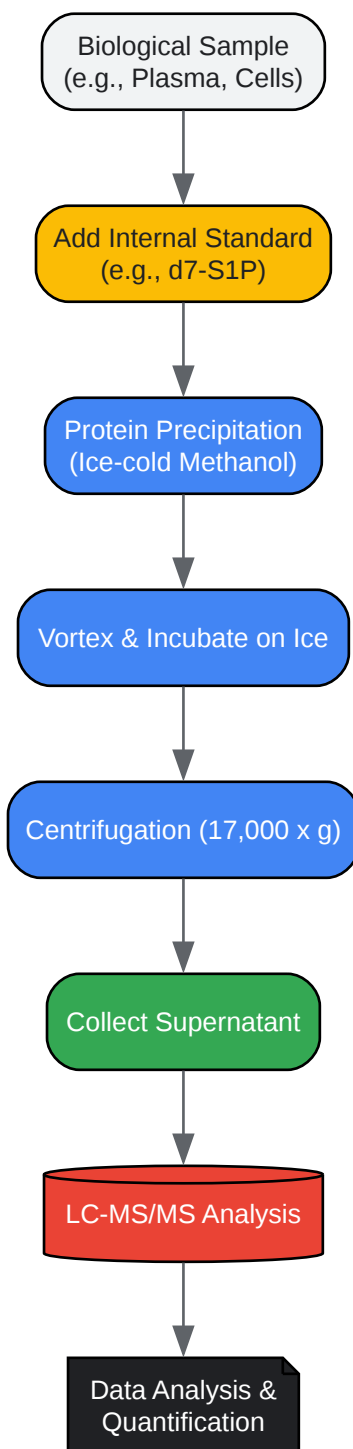 Biological Sample
(e.g., Plasma, Cells)
Add Internal Standard
(e.g., d7-S1P)
Protein Precipitation
(Ice-cold Methanol)
Vortex & Incubate on Ice
Centrifugation (17,000 x g)
Collect Supernatant
LC-MS/MS Analysis
Data Analysis &
Quantification